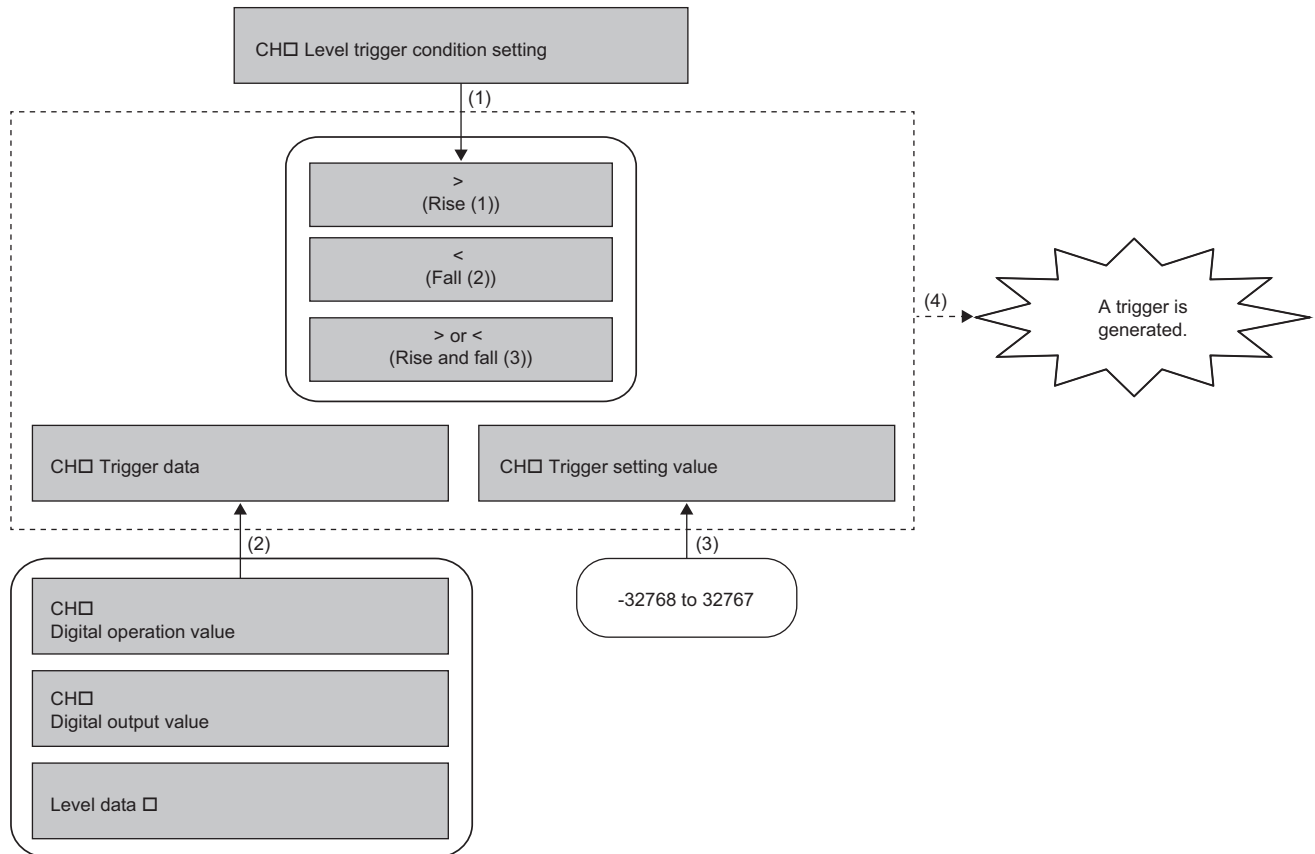 CH□ Level trigger condition setting
(1)
>
(Rise (1))
<
(Fall (2))
> or <
(Rise and fall (3))
(4)
A trigger is
generated.
CH□ Trigger data
CH□ Trigger setting value
(2)
(3)
CH□
Digital operation value
-32768 to 32767
CH□
Digital output value
Level data □